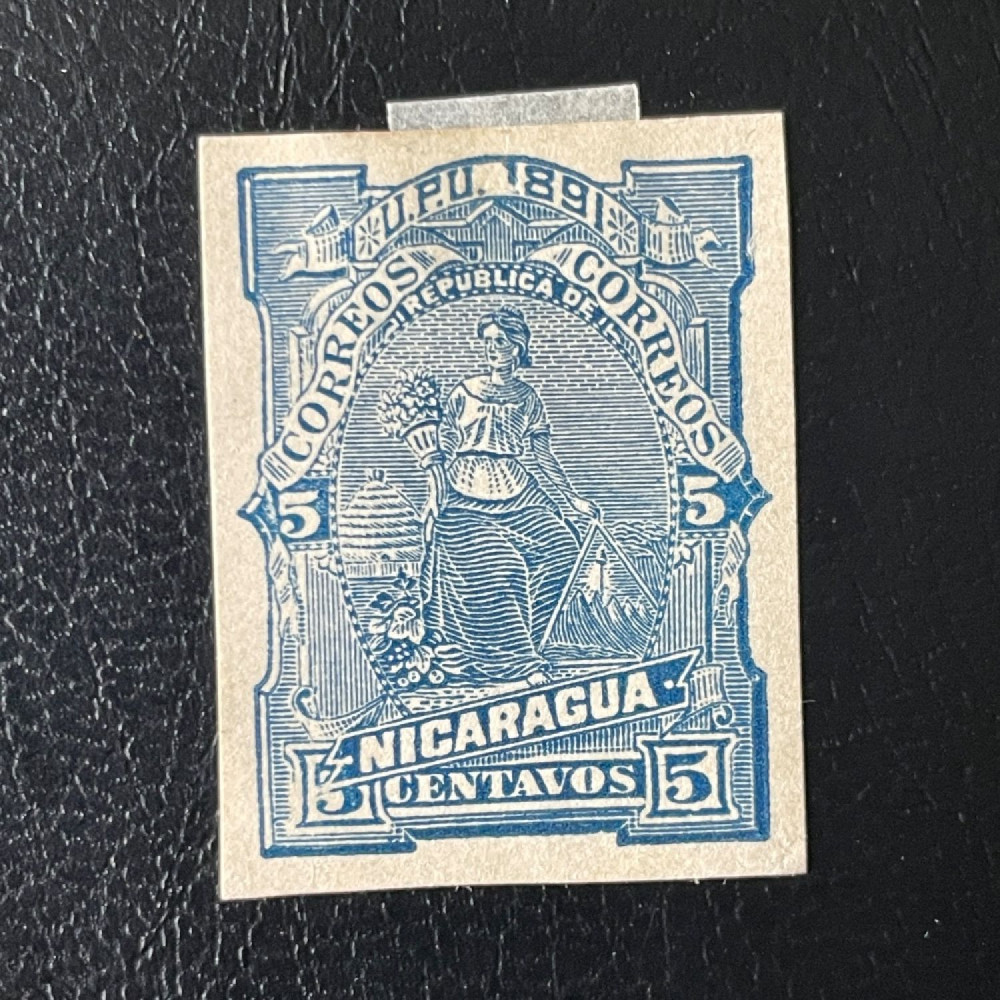 U.P.U. 1891
CORREOS CORREOS
REPUBLICA DE
5 5
NICARAGUA
5 CENTAVOS 5